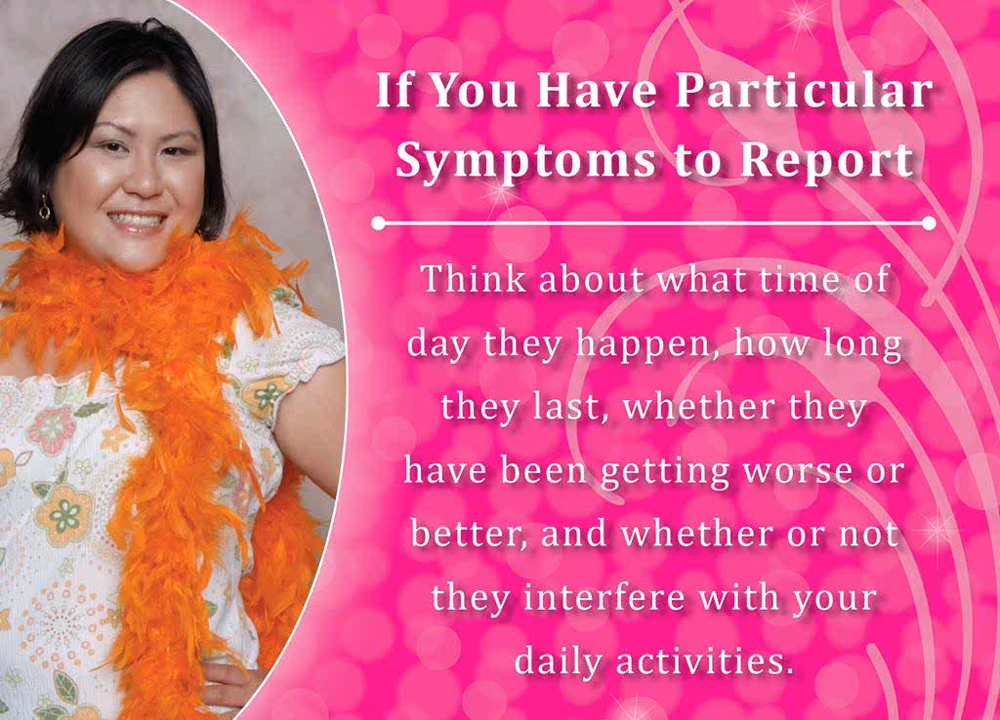 If You Have Particular
Symptoms to Report
Think about what time of
day they happen, how long
they last, whether they
have been getting worse or
better, and whether or not
they interfere with your
daily activities.